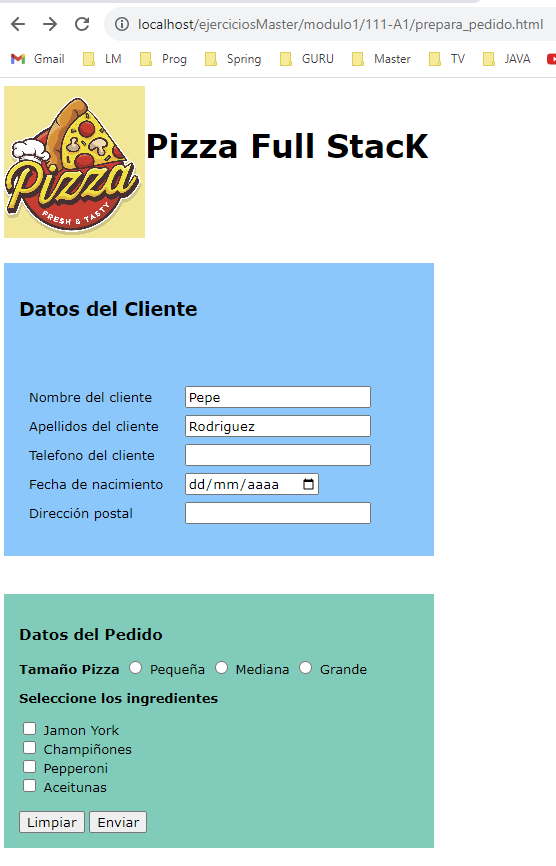 localhost/ejerciciosMaster/modulo1/111-A1/prepara_pedido.html
Gmail LM Prog Spring GURU Master TV JAVA
Pizza
FRESH & TASTY
Pizza Full StacK
Datos del Cliente
Nombre del cliente Pepe
Apellidos del cliente Rodriguez
Telefono del cliente
Fecha de nacimiento dd/mm/aaaa
Dirección postal
Datos del Pedido
Tamaño Pizza Pequeña Mediana Grande
Seleccione los ingredientes
Jamon York
Champiñones
Pepperoni
Aceitunas
Limpiar Enviar